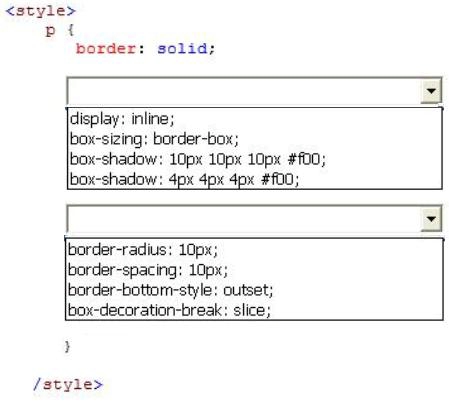 <style>
p {
border: solid;
display: inline;
box-sizing: border-box;
box-shadow: 10px 10px 10px #f00;
box-shadow: 4px 4px 4px #f00;
border-radius: 10px;
border-spacing: 10px;
border-bottom-style: outset;
box-decoration-break: slice;
}
/style>